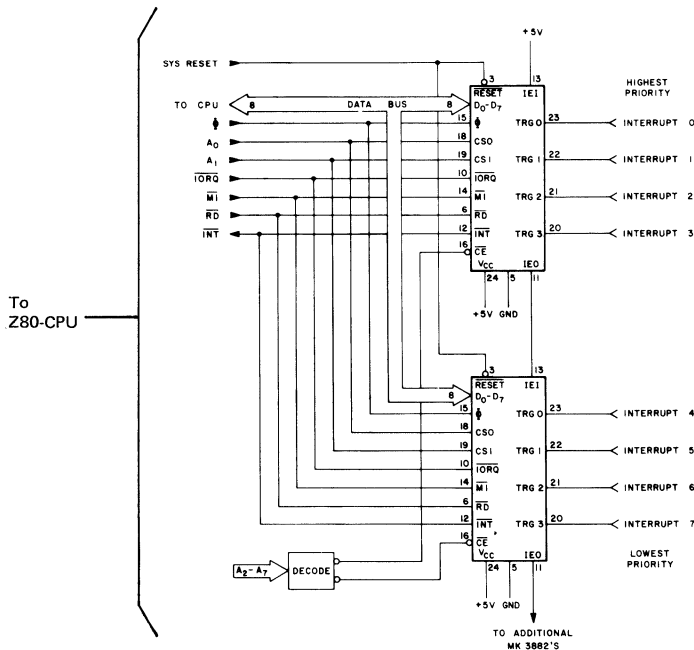 +5V
SYS RESET
3
13
HIGHEST
PRIORITY
RESET IEI
TO CPU 8 DATA BUS 8 D0-D7
Φ 15 Φ TRG 0 23 INTERRUPT 0
A0 18 CS0
A1 19 CS1 TRG 1 22 INTERRUPT 1
IORQ 10 IORQ
M1 14 M1 TRG 2 21 INTERRUPT 2
RD 6 RD
INT 12 INT TRG 3 20 INTERRUPT 3
16 CE
VCC IEO
24 5 11
+5V GND
To
Z80-CPU
3
13
RESET IEI
8 D0-D7
15 Φ TRG 0 23 INTERRUPT 4
18 CS0
19 CS1 TRG 1 22 INTERRUPT 5
10 IORQ
14 M1 TRG 2 21 INTERRUPT 6
6 RD
12 INT TRG 3 20 INTERRUPT 7
16 CE
VCC IEO
LOWEST
PRIORITY
A2-A7 DECODE
24 5 11
+5V GND
TO ADDITIONAL
MK 3882'S